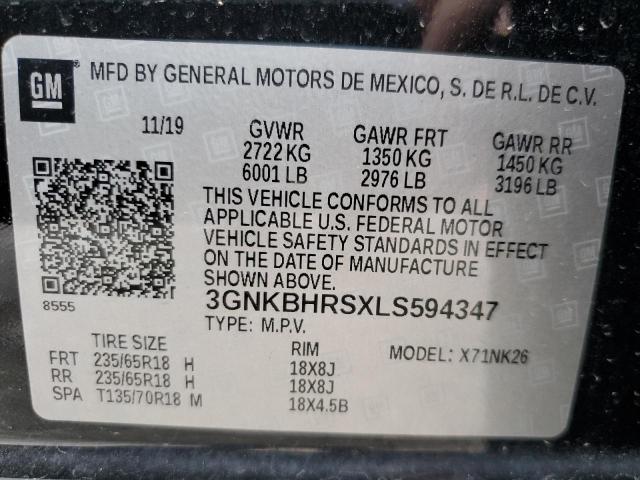 GM
MFD BY GENERAL MOTORS DE MEXICO, S. DE R.L. DE C.V.
11/19 GVWR GAWR FRT GAWR RR
2722 KG 1350 KG 1450 KG
6001 LB 2976 LB 3196 LB
THIS VEHICLE CONFORMS TO ALL
APPLICABLE U.S. FEDERAL MOTOR
VEHICLE SAFETY STANDARDS IN EFFECT
ON THE DATE OF MANUFACTURE
SHOWN ABOVE.
8555 3GNKBHRSXLS594347
TYPE: M.P.V.
TIRE SIZE RIM MODEL: X71NK26
FRT 235/65R18 H 18X8J
RR 235/65R18 H 18X8J
SPA T135/70R18 M 18X4.5B